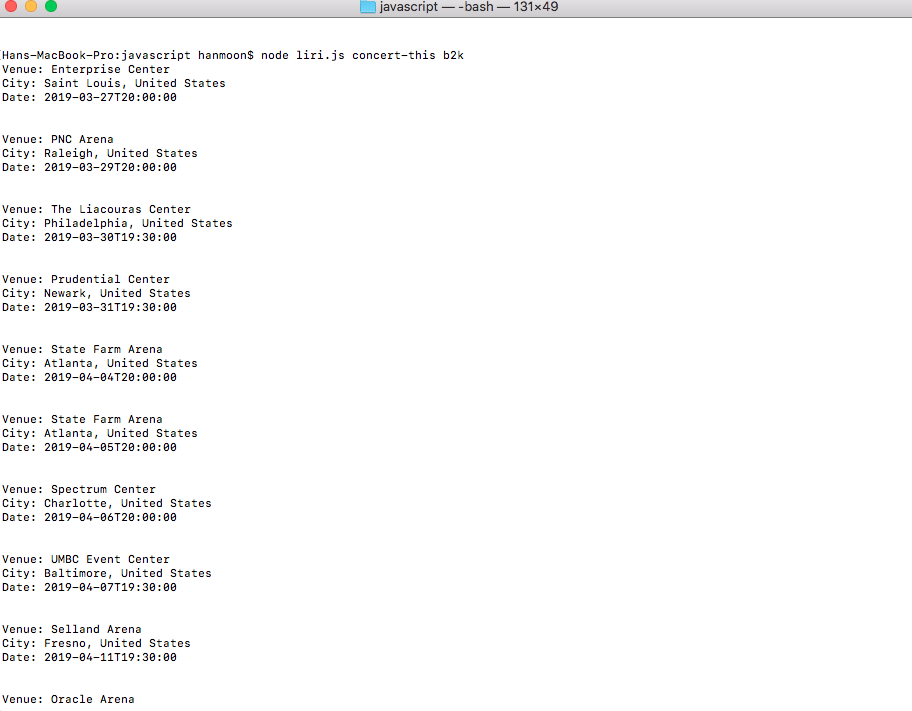 javascript — -bash — 131×49
[Hans-MacBook-Pro:javascript hanmoon$ node liri.js concert-this b2k
Venue: Enterprise Center
City: Saint Louis, United States
Date: 2019-03-27T20:00:00
Venue: PNC Arena
City: Raleigh, United States
Date: 2019-03-29T20:00:00
Venue: The Liacouras Center
City: Philadelphia, United States
Date: 2019-03-30T19:30:00
Venue: Prudential Center
City: Newark, United States
Date: 2019-03-31T19:30:00
Venue: State Farm Arena
City: Atlanta, United States
Date: 2019-04-04T20:00:00
Venue: State Farm Arena
City: Atlanta, United States
Date: 2019-04-05T20:00:00
Venue: Spectrum Center
City: Charlotte, United States
Date: 2019-04-06T20:00:00
Venue: UMBC Event Center
City: Baltimore, United States
Date: 2019-04-07T19:30:00
Venue: Selland Arena
City: Fresno, United States
Date: 2019-04-11T19:30:00
Venue: Oracle Arena